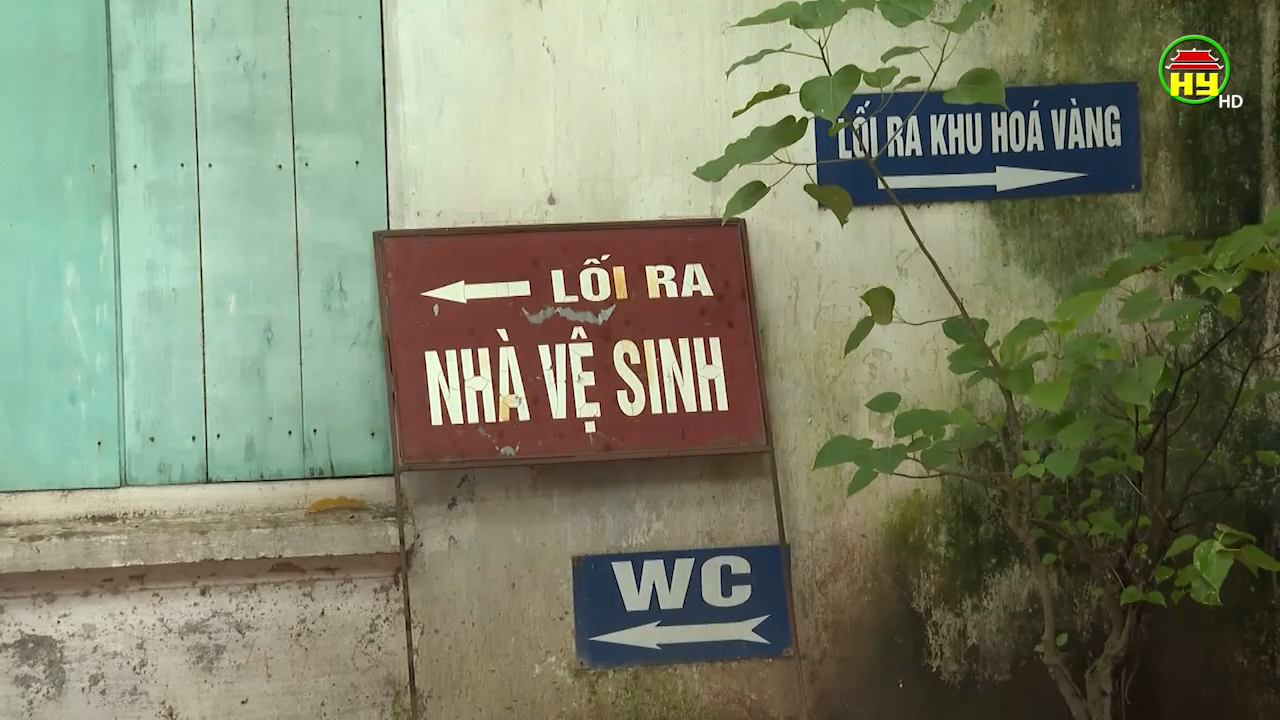 HY
HD
LỐI RA KHU HOÁ VÀNG
LỐI RA
NHÀ VỆ SINH
WC